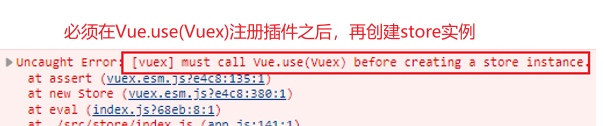 必须在Vue.use(Vuex)注册插件之后，再创建store实例
▶Uncaught Error: [vuex] must call Vue.use(Vuex) before creating a store instance.
at assert (vuex.esm.js?e4c8:135:1)
at new Store (vuex.esm.js?e4c8:380:1)
at eval (index.js?68eb:8:1)
at ./src/store/index.js (app.js:141:1)